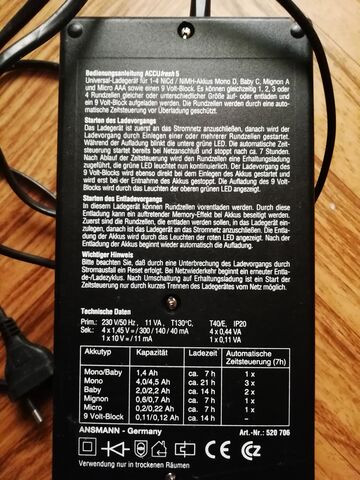 Bedienungsanleitung ACCUfresh 5
Universal-Ladegerät für 1-4 NiCd / NiMH-Akkus Mono D, Baby C, Mignon A
und Micro AAA sowie einen 9 V-Block. Es können gleichzeitig 1, 2, 3 oder
4 Rundzellen gleicher oder unterschiedlicher Größe auf- oder entladen und
ein 9 Volt-Block aufgeladen werden. Die Rundzellen werden durch eine auto-
matische Zeitsteuerung vor Überladung geschützt.
Starten des Ladevorgangs
Das Ladegerät ist zuerst an das Stromnetz anzuschließen, danach wird der
Ladevorgang durch Einlegen einer oder mehrerer Rundzellen gestartet.
Während der Aufladung blinkt die untere grüne LED. Die automatische Zeit-
steuerung startet bereits bei Netzanschluß und stoppt nach ca. 7 Stunden.
Nach Ablauf der Zeitsteuerung wird den Rundzellen eine Erhaltungsladung
zugeführt, die grüne LED leuchtet nun kontinuierlich. Der Ladevorgang des
9 Volt-Blocks wird ebenso direkt bei dem Einlegen des Akkus gestartet und
wird erst bei der Entnahme des Akkus gestoppt. Die Aufladung des 9 Volt-
Blocks wird durch das Leuchten der oberen grünen LED angezeigt.
Starten des Entladevorgangs
In diesem Ladegerät können Rundzellen vorentladen werden. Durch diese
Entladung kann ein auftretender Memory-Effekt bei Akkus beseitigt werden.
Zuerst sind die Rundzellen, die entladen werden sollen, in das Ladegerät ein-
zulegen, danach ist das Ladegerät an das Stromnetz anzuschließen. Die Entla-
dung der Akkus wird durch das Leuchten der roten LED angezeigt. Nach der
Entladung der Akkus beginnt wieder automatisch die Aufladung.
Wichtiger Hinweis
Bitte beachten Sie, daß durch eine Unterbrechung des Ladevorgangs durch
Stromausfall ein Reset erfolgt. Bei Netzwiederkehr beginnt ein erneuter Entla-
de-/Ladezyklus. Nach Umschaltung auf Erhaltungsladung ist ein Start der
Zeitsteuerung nur durch kurzes Trennen des Ladegerätes vom Netz möglich.
Technische Daten
Prim.: 230 V/50 Hz , 11 VA , T130°C, T40/E, IP20
Sek.: 4 x 1,45 V⎓ / 300 / 140 / 40 mA 4 x 0,44 VA
1 x 10 V⎓ / 11 mA 1 x 0,11 VA
Akkutyp Kapazität Ladezeit Automatische
Zeitsteuerung (7h)
Mono/Baby 1,4 Ah ca. 7 h 1 x
Mono 4,0/4,5 Ah ca. 21 h 3 x
Baby 2,0/2,2 Ah ca. 14 h 2 x
Mignon 0,6/0,7 Ah ca. 7 h 1 x
Micro 0,2/0,22 Ah ca. 7 h 1 x
9 Volt-Block 0,11/0,12 Ah ca. 14 h -
ANSMANN - Germany Art.-Nr.: 520 706
Verwendung nur in trockenen Räumen